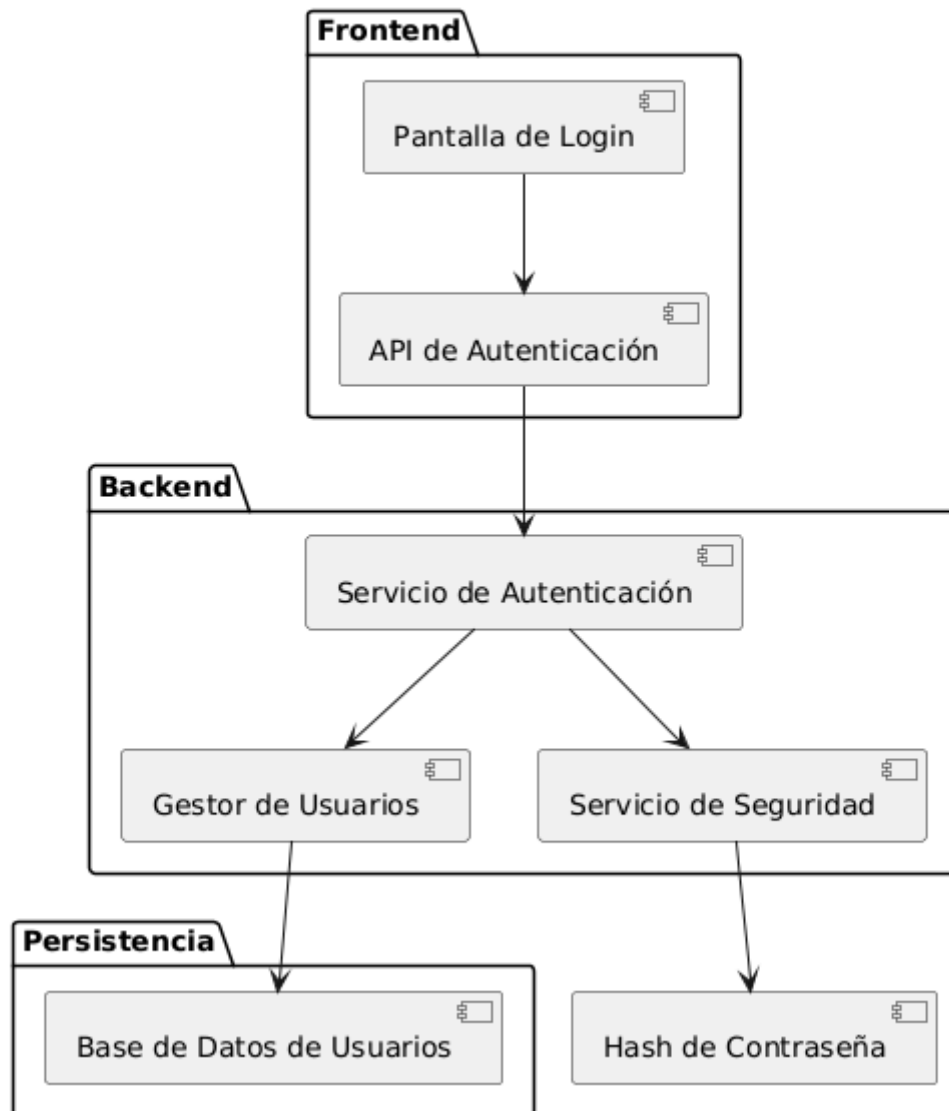 Frontend
Pantalla de Login
API de Autenticación
Backend
Servicio de Autenticación
Gestor de Usuarios
Servicio de Seguridad
Persistencia
Base de Datos de Usuarios
Hash de Contraseña